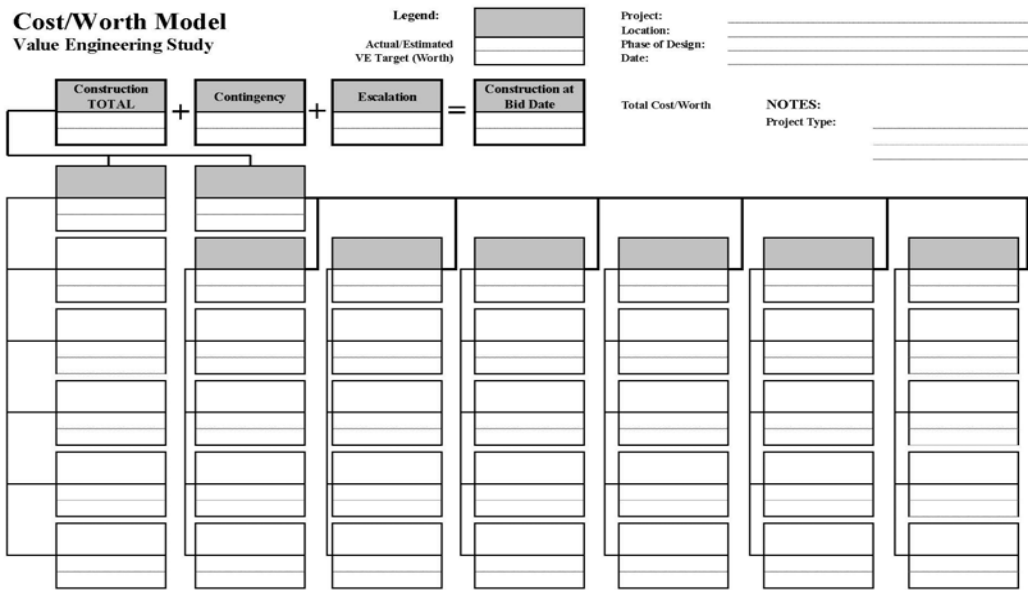 Cost/Worth Model
Value Engineering Study
Legend:
Actual/Estimated
VE Target (Worth)
Project:
Location:
Phase of Design:
Date:
Construction
TOTAL
+
Contingency
+
Escalation
=
Construction at
Bid Date
Total Cost/Worth
NOTES:
Project Type: